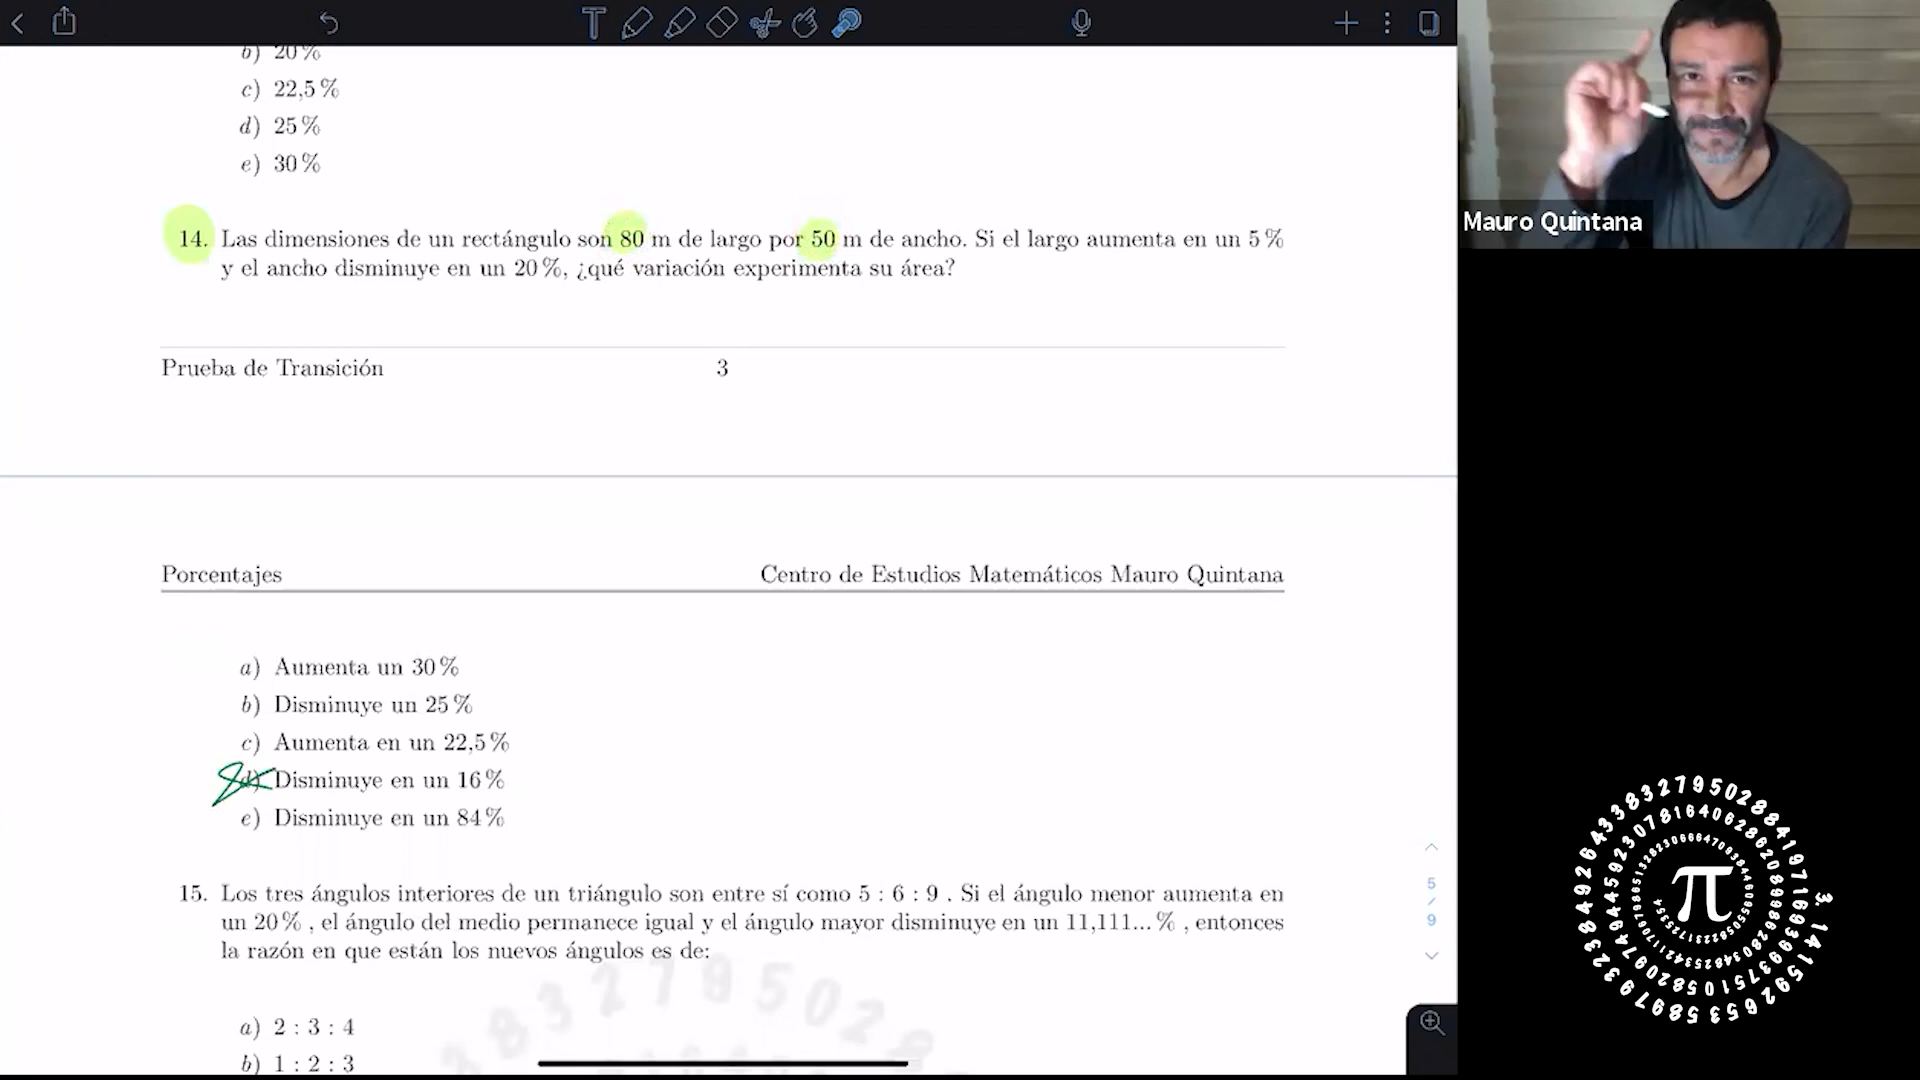 b) 20 %
c) 22,5 %
d) 25 %
e) 30 %
14. Las dimensiones de un rectángulo son 80 m de largo por 50 m de ancho. Si el largo aumenta en un 5 %
y el ancho disminuye en un 20 %, ¿qué variación experimenta su área?
Prueba de Transición 3
Porcentajes Centro de Estudios Matemáticos Mauro Quintana
a) Aumenta un 30 %
b) Disminuye un 25 %
c) Aumenta en un 22,5 %
d) Disminuye en un 16 %
e) Disminuye en un 84 %
15. Los tres ángulos interiores de un triángulo son entre sí como 5 : 6 : 9 . Si el ángulo menor aumenta en
un 20 % , el ángulo del medio permanece igual y el ángulo mayor disminuye en un 11,111... % , entonces
la razón en que están los nuevos ángulos es de:
a) 2 : 3 : 4
b) 1 : 2 : 3
5
/
9
Mauro Quintana
π